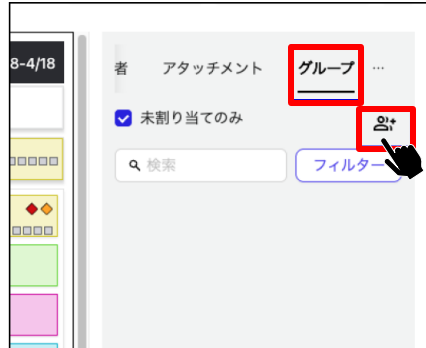 8-4/18
者 アタッチメント グループ …
未割り当てのみ
検索 フィルター